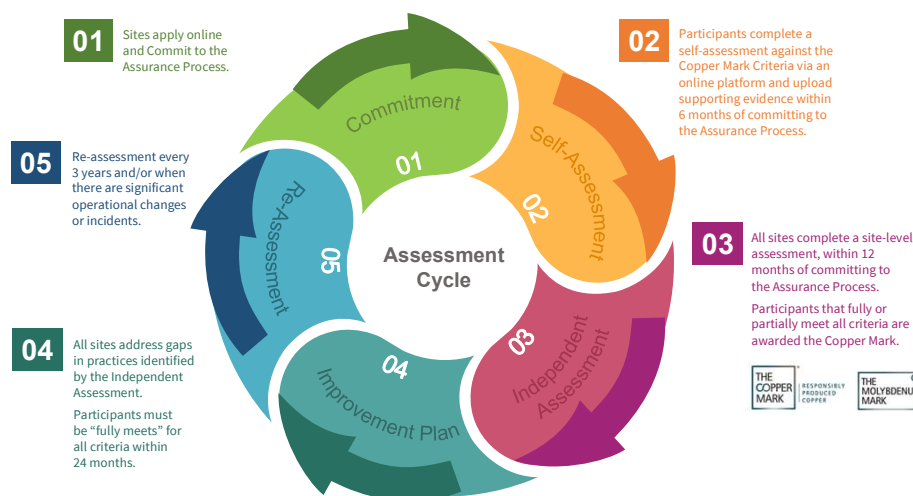 01
Sites apply online
and Commit to the
Assurance Process.
02
Participants complete a
self-assessment against the
Copper Mark Criteria via an
online platform and upload
supporting evidence within
6 months of committing to
the Assurance Process.
03
All sites complete a site-level
assessment, within 12
months of committing to
the Assurance Process.
Participants that fully or
partially meet all criteria are
awarded the Copper Mark.
THE
COPPER
MARK
RESPONSIBLY
PRODUCED
COPPER
THE
MOLYBDENU
MARK
04
All sites address gaps
in practices identified
by the Independent
Assessment.
Participants must
be “fully meets” for
all criteria within
24 months.
05
Re-assessment every
3 years and/or when
there are significant
operational changes
or incidents.
Assessment
Cycle
Commitment
01
Self-Assessment
02
Independent
Assessment
03
Improvement Plan
04
Re-Assessment
05